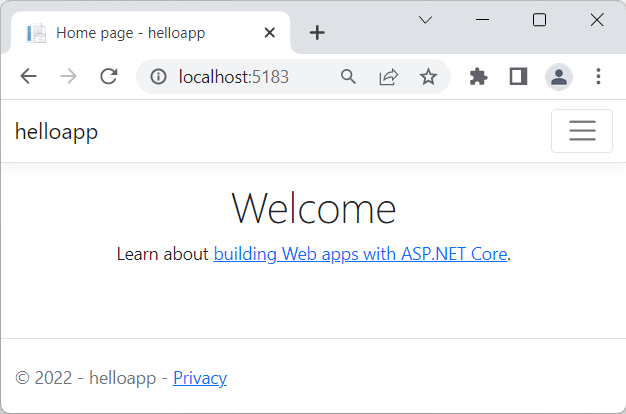 Home page - helloapp
localhost:5183
helloapp
Welcome
Learn about building Web apps with ASP.NET Core.
© 2022 - helloapp - Privacy